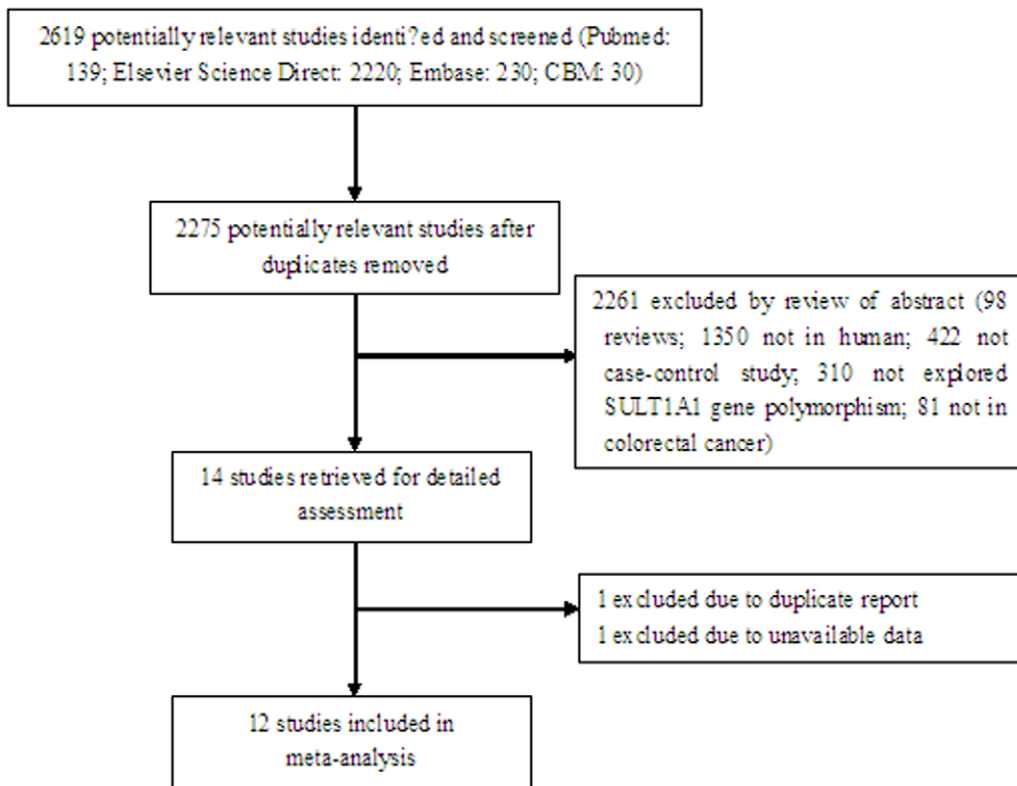 2619 potentially relevant studies identi?ed and screened (Pubmed:
139; Elsevier Science Direct: 2220; Embase: 230; CBM: 30)
2275 potentially relevant studies after
duplicates removed
2261 excluded by review of abstract (98
reviews; 1350 not in human; 422 not
case-control study; 310 not explored
SULT1A1 gene polymorphism; 81 not in
colorectal cancer)
14 studies retrieved for detailed
assessment
1 excluded due to duplicate report
1 excluded due to unavailable data
12 studies included in
meta-analysis